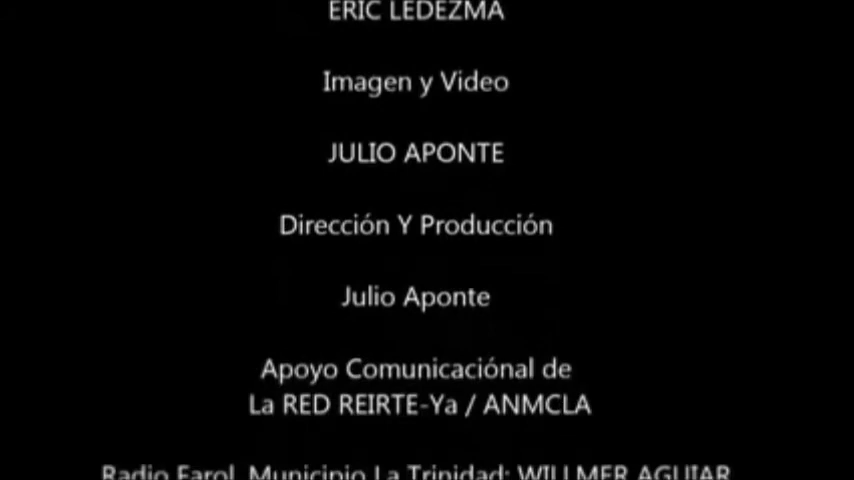 ERIC LEDEZMA
Imagen y Video
JULIO APONTE
Dirección Y Producción
Julio Aponte
Apoyo Comunicaciónal de
La RED REIRTE-Ya / ANMCLA
Radio Farol, Municipio La Trinidad: WILLMER AGUIAR